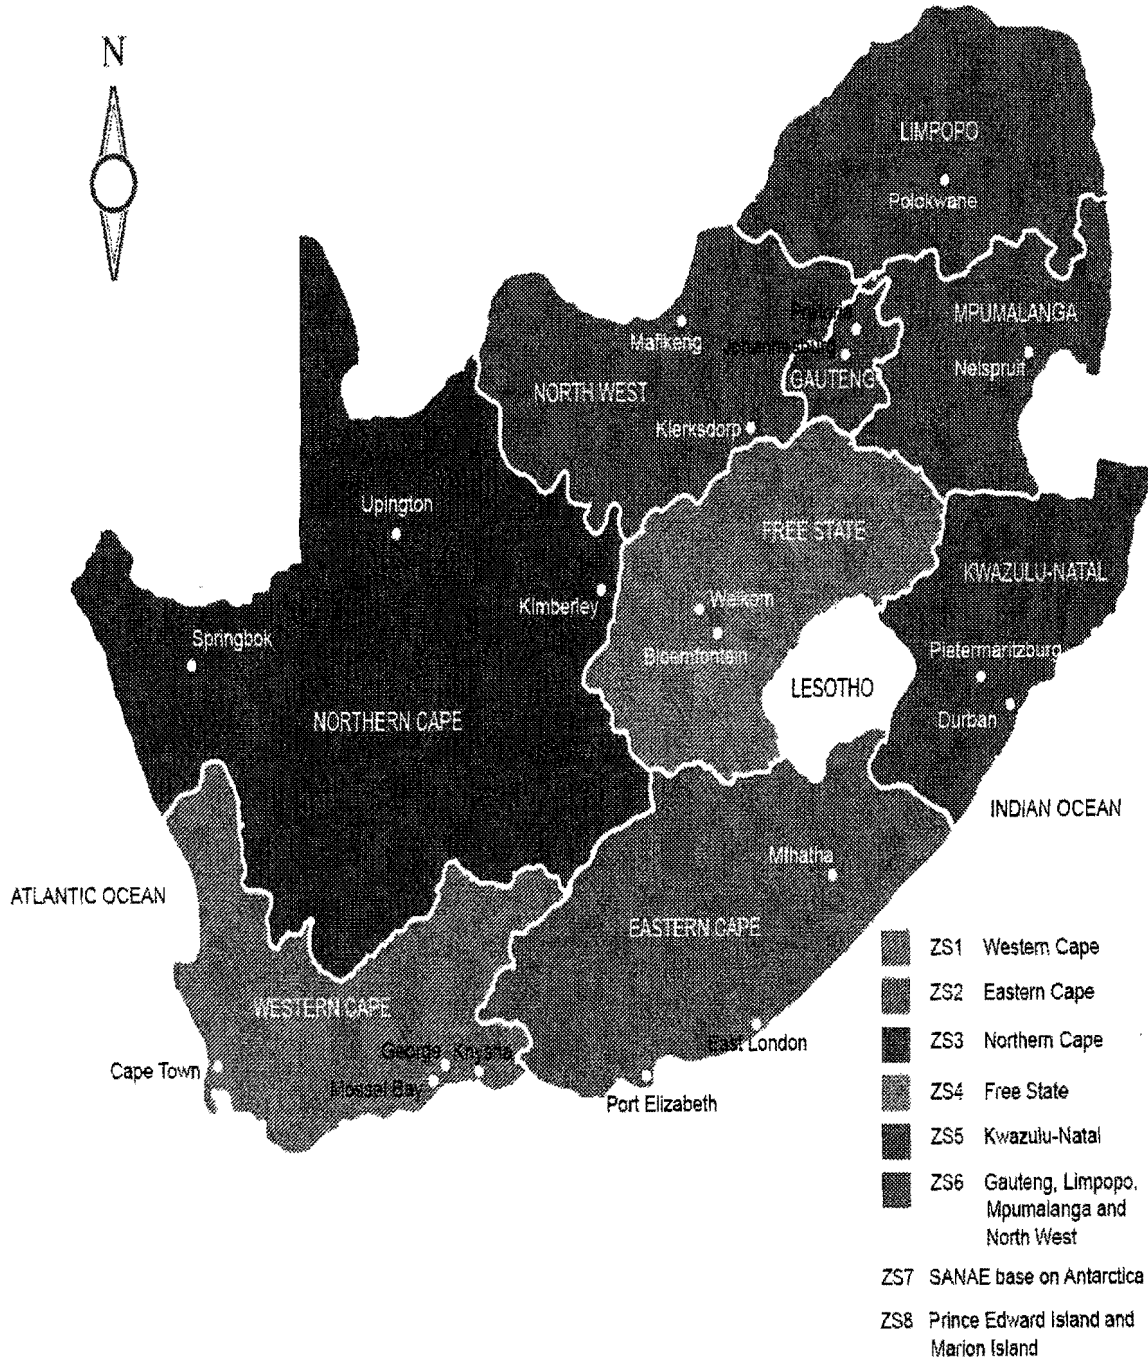 N
LIMPOPO
Polokwane
MPUMALANGA
Pretoria
Mafikeng
Johannesburg
Nelspruit
GAUTENG
NORTH WEST
Klerksdorp
Upington
FREE STATE
KWAZULU-NATAL
Kimberley
Welkom
Springbok
Bloemfontein
Pietermaritzburg
LESOTHO
Durban
NORTHERN CAPE
INDIAN OCEAN
Mthatha
ATLANTIC OCEAN
EASTERN CAPE
WESTERN CAPE
East London
George Knysna
Cape Town
Mossel Bay
Port Elizabeth
ZS1 Western Cape
ZS2 Eastern Cape
ZS3 Northern Cape
ZS4 Free State
ZS5 Kwazulu-Natal
ZS6 Gauteng, Limpopo,
Mpumalanga and
North West
ZS7 SANAE base on Antarctica
ZS8 Prince Edward Island and
Marion Island